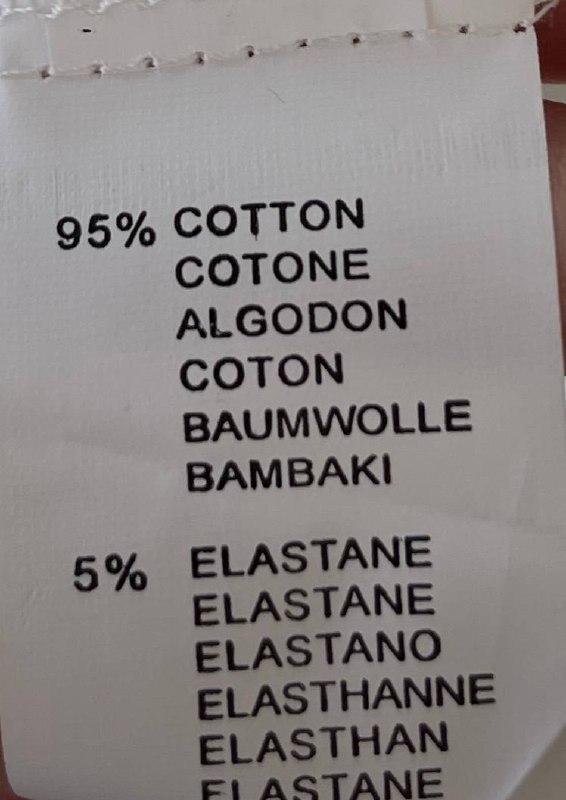 95% COTTON
COTONE
ALGODON
COTON
BAUMWOLLE
BAMBAKI
5% ELASTANE
ELASTANE
ELASTANO
ELASTHANNE
ELASTHAN
ELASTANE